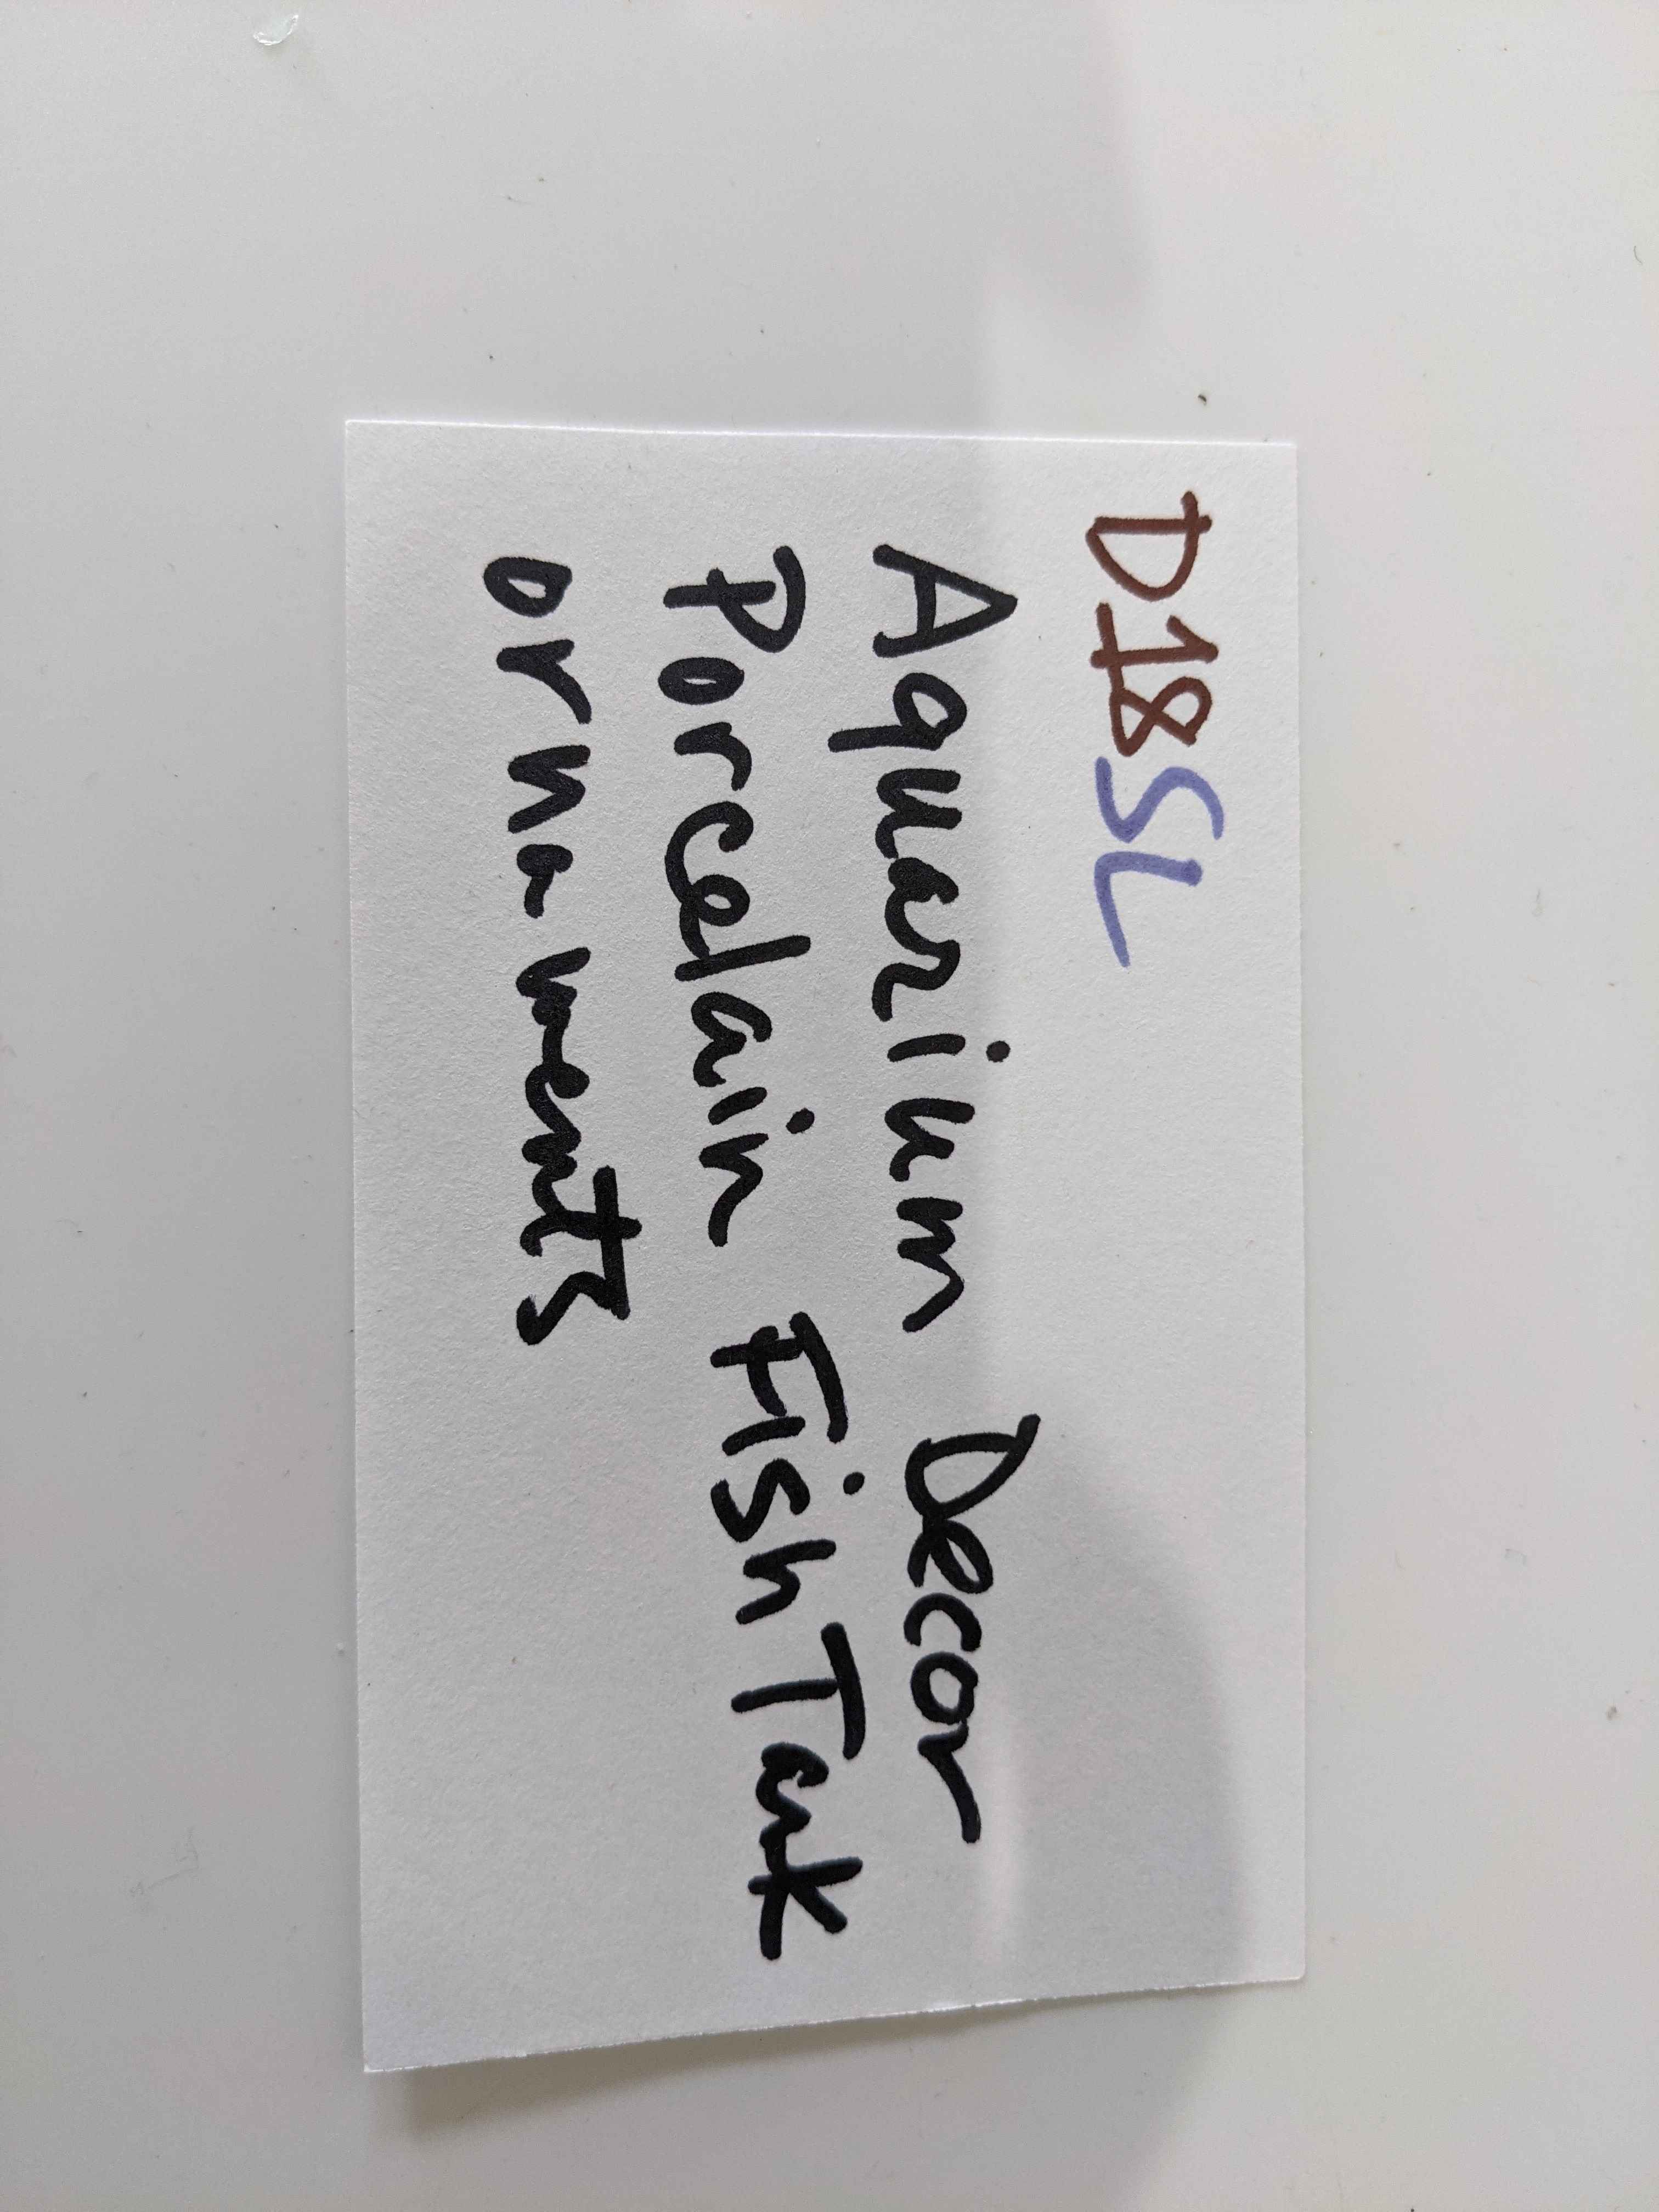 D18SL
Aquarium Decor
Porcelain Fish Tank
ornaments